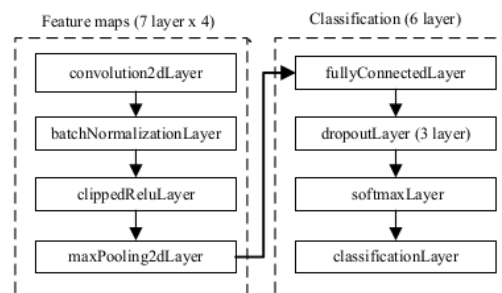 Feature maps (7 layer x 4)
convolution2dLayer
batchNormalizationLayer
clippedReluLayer
maxPooling2dLayer
Classification (6 layer)
fullyConnectedLayer
dropoutLayer (3 layer)
softmaxLayer
classificationLayer